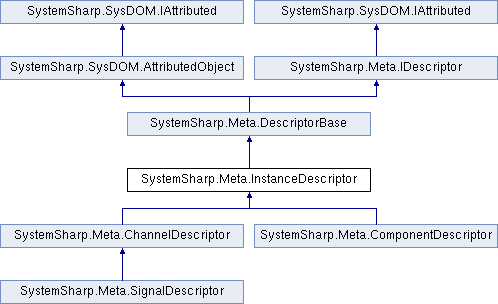 SystemSharp.SysDOM.IAttributed
SystemSharp.SysDOM.IAttributed
SystemSharp.SysDOM.AttributedObject
SystemSharp.Meta.IDescriptor
SystemSharp.Meta.DescriptorBase
SystemSharp.Meta.InstanceDescriptor
SystemSharp.Meta.ChannelDescriptor
SystemSharp.Meta.ComponentDescriptor
SystemSharp.Meta.SignalDescriptor